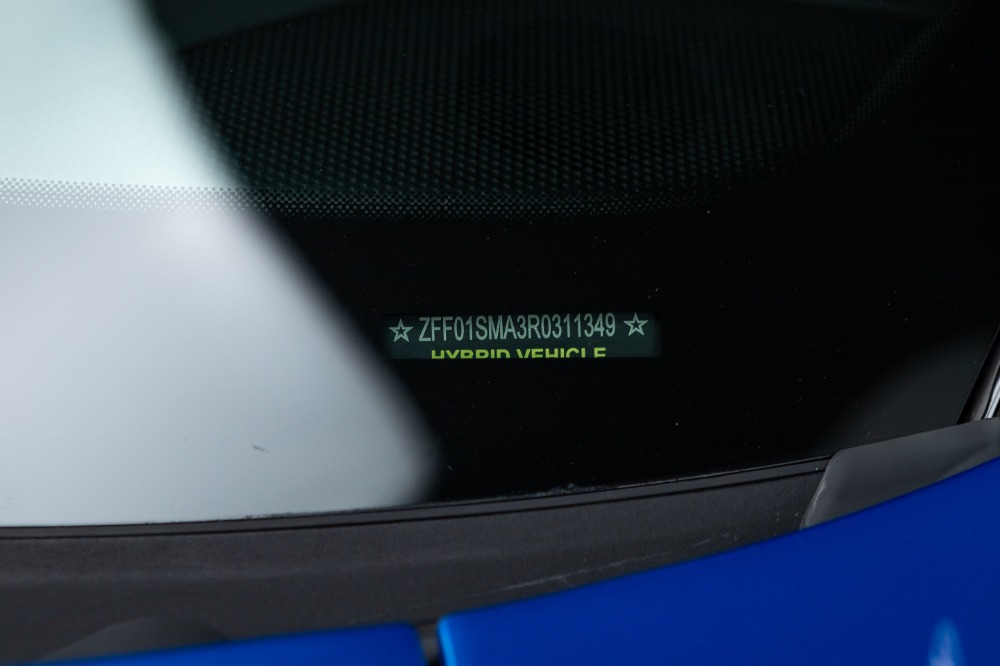 ☆ ZFF01SMA3R0311349 ☆
HYBRID VEHICLE